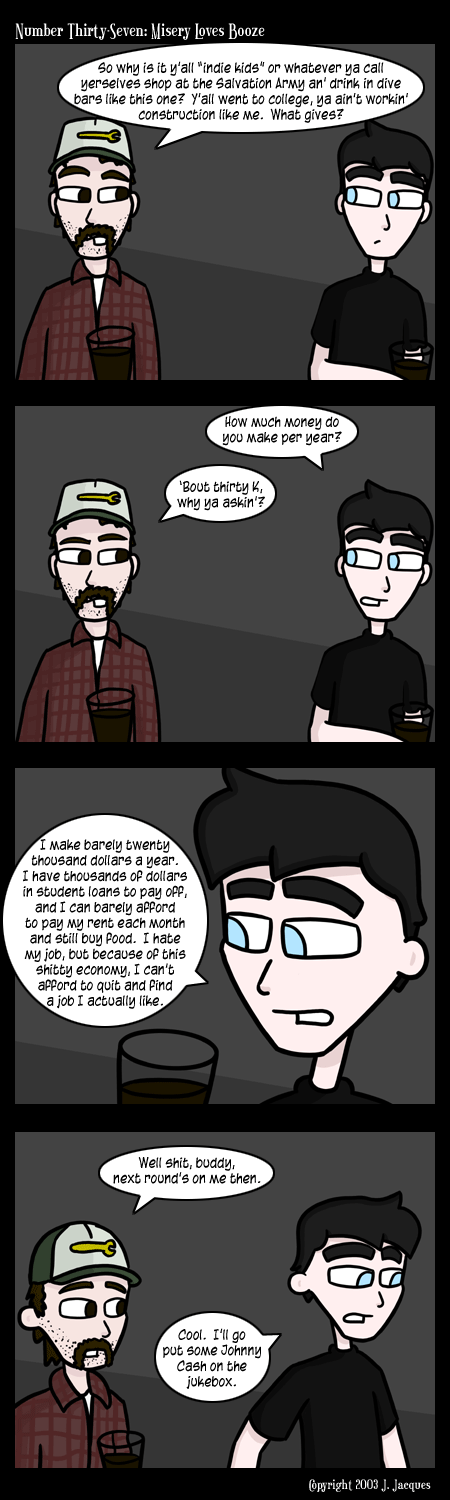 Number Thirty-Seven: Misery Loves Booze
So why is it y'all "indie kids" or whatever ya call
yerselves shop at the Salvation Army an' drink in dive
bars like this one? Y'all went to college, ya ain't workin'
construction like me. What gives?
How much money do
you make per year?
'Bout thirty K,
why ya askin'?
I make barely twenty
thousand dollars a year.
I have thousands of dollars
in student loans to pay off,
and I can barely afford
to pay my rent each month
and still buy food. I hate
my job, but because of this
shitty economy, I can't
afford to quit and find
a job I actually like.
Well shit, buddy,
next round's on me then.
Cool. I'll go
put some Johnny
Cash on the
jukebox.
Copyright 2003 J. Jacques